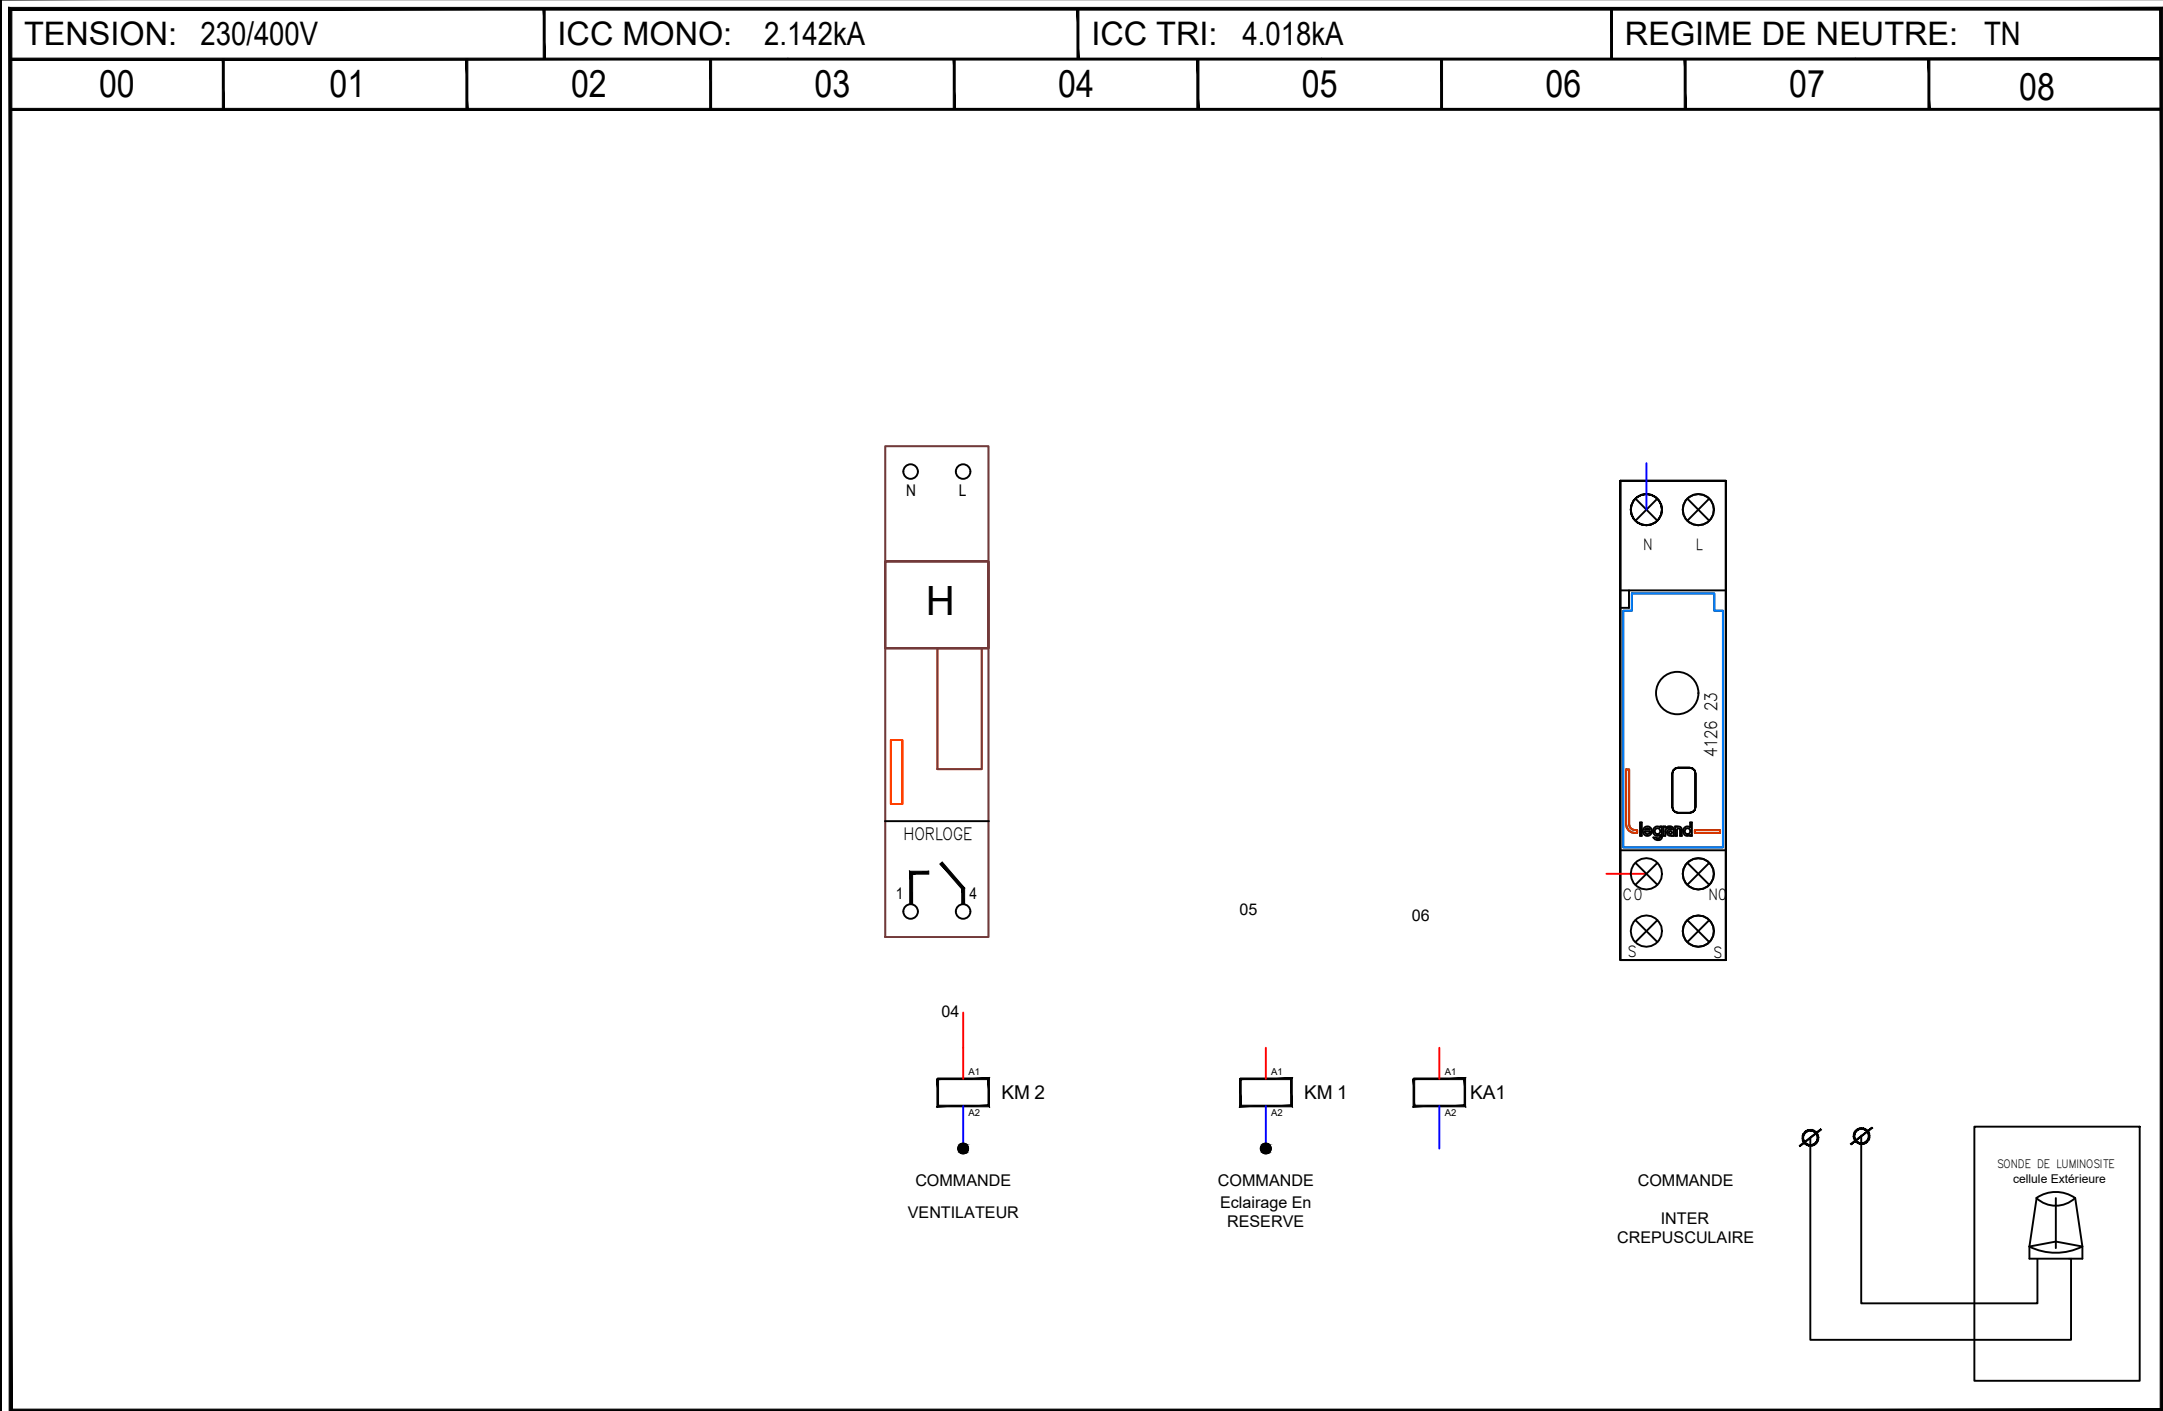 TENSION: 230/400V ICC MONO: 2.142kA ICC TRI: 4.018kA REGIME DE NEUTRE: TN
00 01 02 03 04 05 06 07 08
N L
H
HORLOGE
1 4
N L
4126 23
legrand
C0 NO
S S
05
06
04
A1
KM 2
A2
COMMANDE
VENTILATEUR
A1
KM 1
A2
COMMANDE
Eclairage En
RESERVE
A1
KA1
A2
COMMANDE
INTER
CREPUSCULAIRE
SONDE DE LUMINOSITE
cellule Extérieure